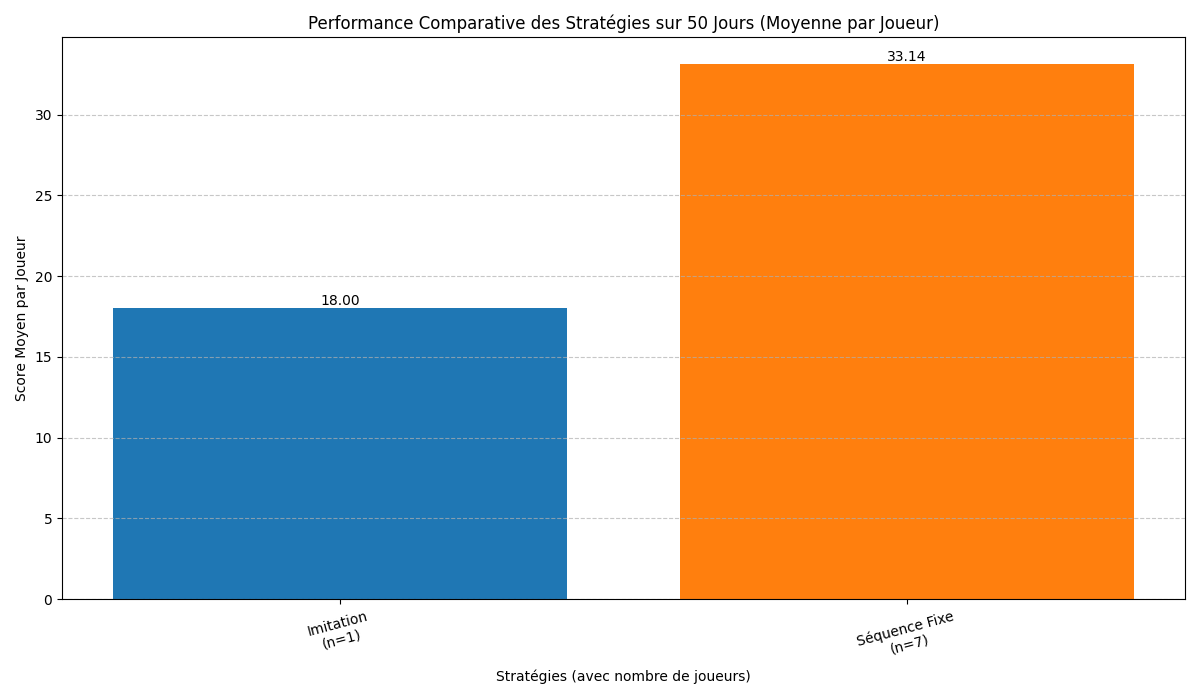 Performance Comparative des Stratégies sur 50 Jours (Moyenne par Joueur)
33.14
18.00
30
25
20
15
10
5
0
Score Moyen par Joueur
Imitation
(n=1)
Séquence Fixe
(n=7)
Stratégies (avec nombre de joueurs)